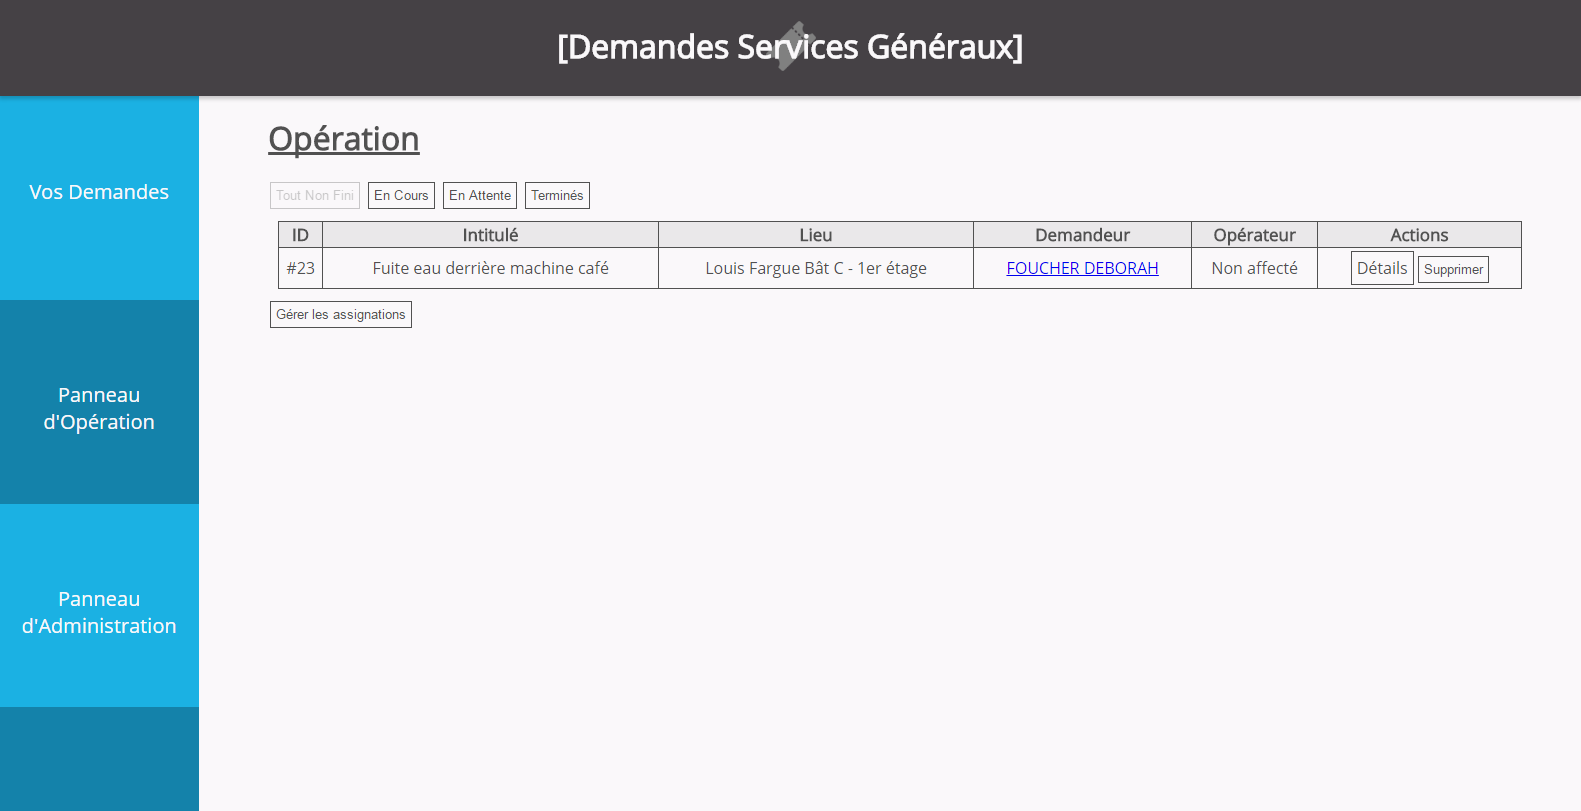 [Demandes Services Généraux]
Vos Demandes
Panneau
d'Opération
Panneau
d'Administration
Opération
Tout Non Fini En Cours En Attente Terminés
ID Intitulé Lieu Demandeur Opérateur Actions
#23 Fuite eau derrière machine café Louis Fargue Bât C - 1er étage FOUCHER DEBORAH Non affecté Détails Supprimer
Gérer les assignations